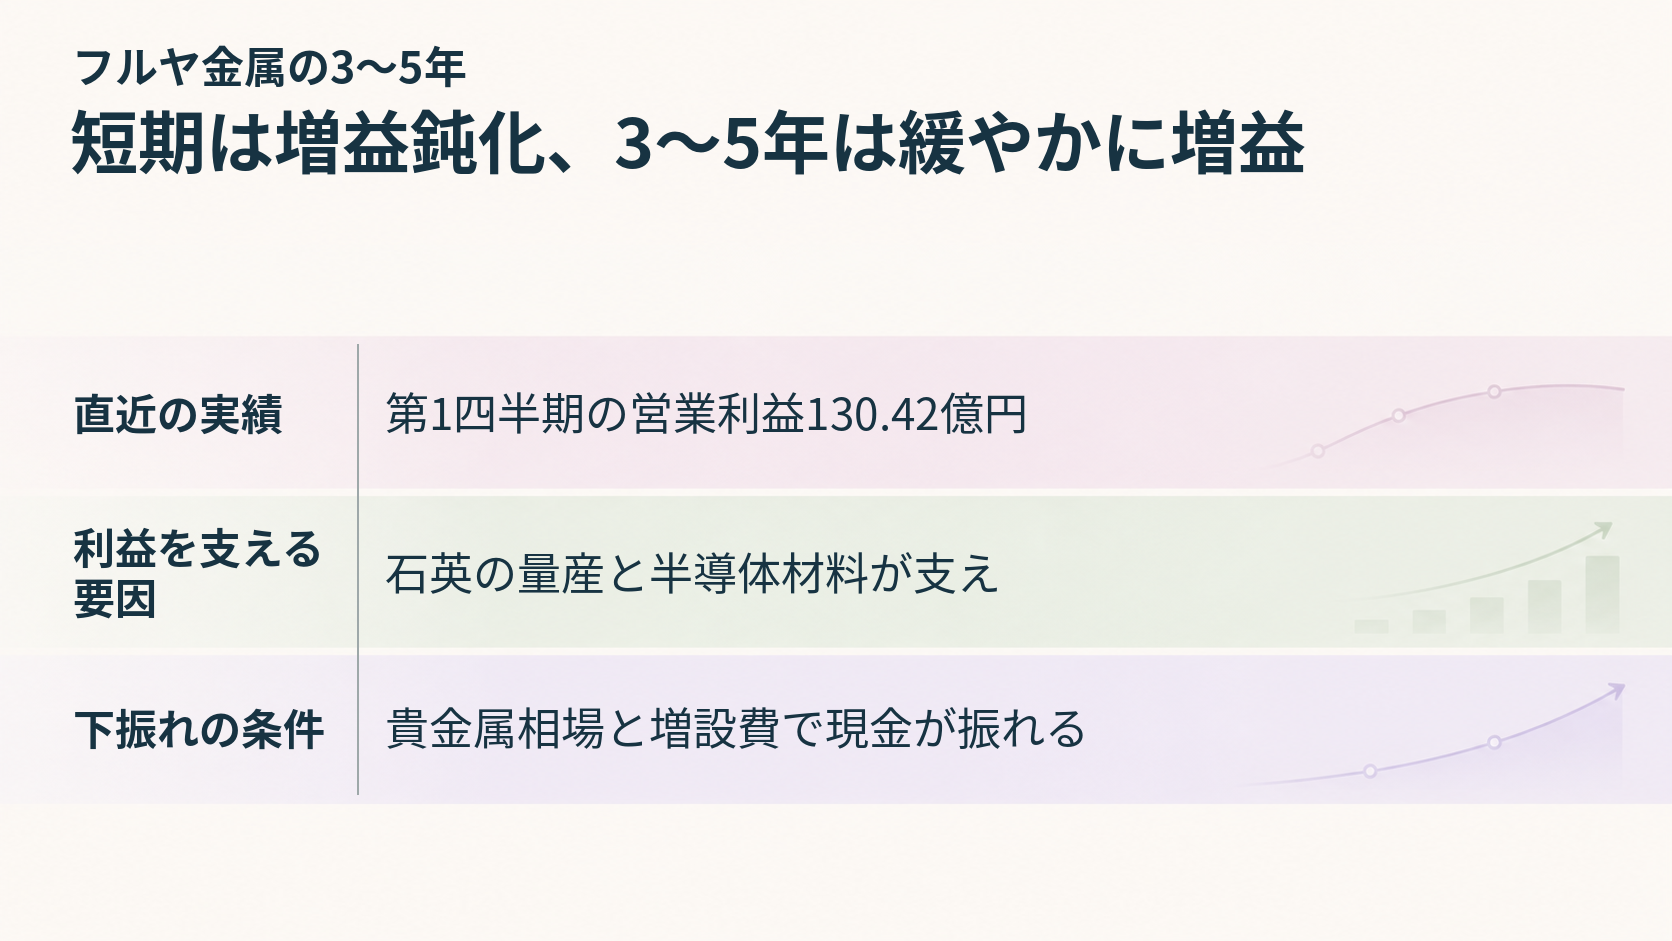 フルヤ金属の3〜5年
短期は増益鈍化、3〜5年は緩やかに増益
直近の実績
第1四半期の営業利益130.42億円
利益を支える
要因
石英の量産と半導体材料が支え
下振れの条件
貴金属相場と増設費で現金が振れる